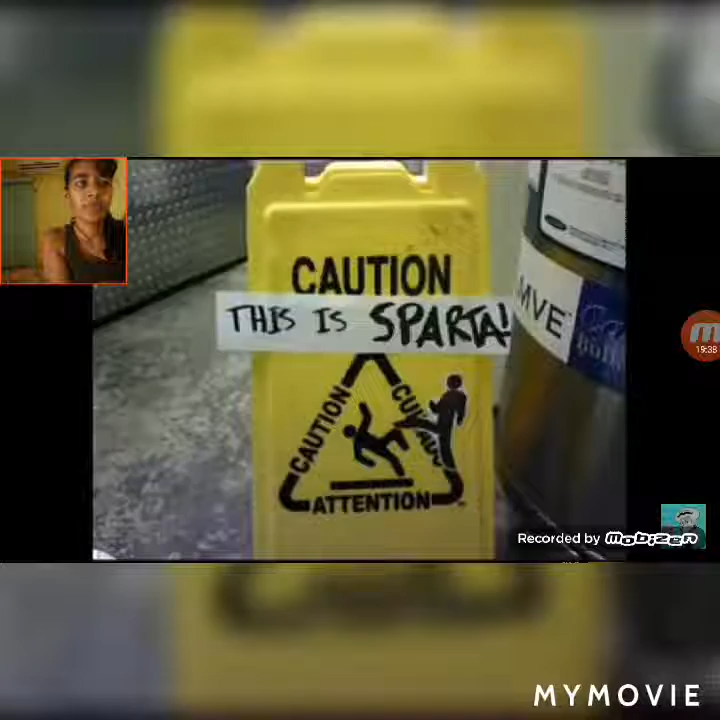 CAUTION
THIS IS SPARTA!
CAUTION
ATTENTION
MVE
19:38
Recorded by mobizen
MYMOVIE